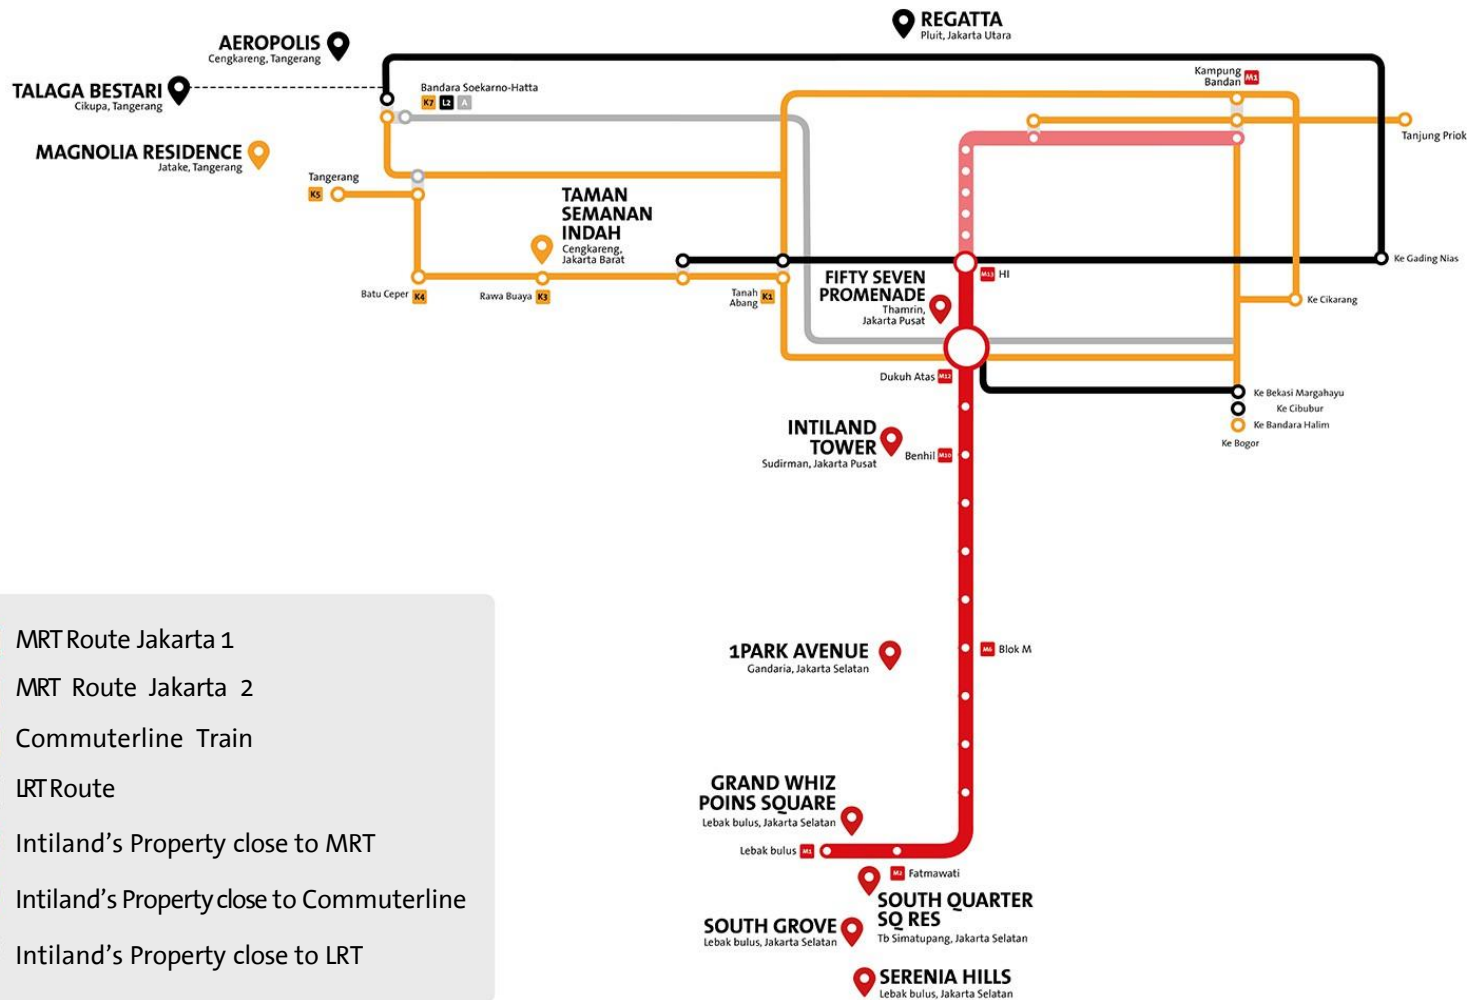 REGATTA
Pluit, Jakarta Utara
AEROPOLIS
Cengkareng, Tangerang
TALAGA BESTARI
Cikupa, Tangerang
Bandara Soekarno-Hatta
K7 L2 A
Kampung
Bandan
M1
Tanjung Priok
MAGNOLIA RESIDENCE
Jatake, Tangerang
Tangerang
K5
TAMAN
SEMANAN
INDAH
Cengkareng,
Jakarta Barat
Ke Gading Nias
M13 HI
FIFTY SEVEN
PROMENADE
Thamrin,
Jakarta Pusat
Batu Ceper K4
Rawa Buaya K3
Tanah
Abang
K1
Ke Cikarang
Dukuh Atas M12
Ke Bekasi Margahayu
Ke Cibubur
Ke Bandara Halim
Ke Bogor
INTILAND
TOWER
Sudirman, Jakarta Pusat
Benhil M10
1PARK AVENUE
Gandaria, Jakarta Selatan
M6 Blok M
GRAND WHIZ
POINS SQUARE
Lebak bulus, Jakarta Selatan
Lebak bulus M1
M2 Fatmawati
SOUTH QUARTER
SQ RES
Tb Simatupang, Jakarta Selatan
SOUTH GROVE
Lebak bulus, Jakarta Selatan
SERENIA HILLS
Lebak bulus, Jakarta Selatan
MRT Route Jakarta 1
MRT Route Jakarta 2
Commuterline Train
LRT Route
Intiland's Property close to MRT
Intiland's Property close to Commuterline
Intiland's Property close to LRT